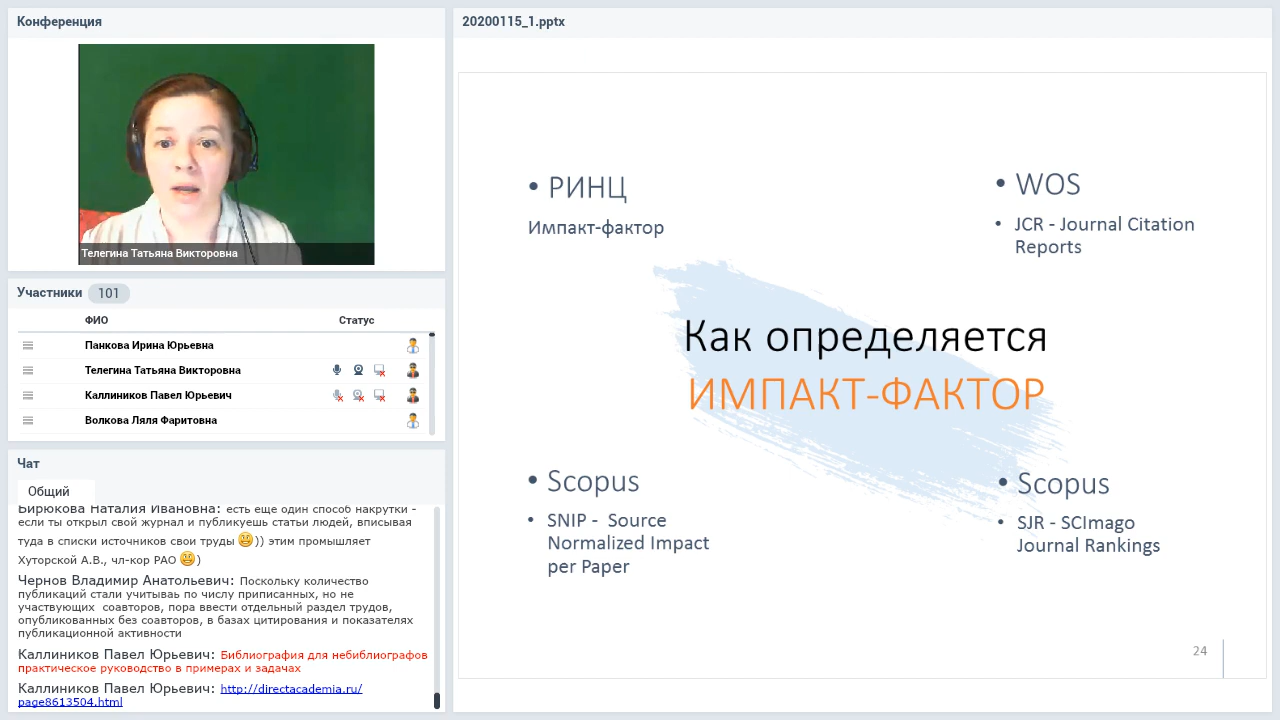 Конференция
Телегина Татьяна Викторовна
Участники 101
ФИО Статус
Панкова Ирина Юрьевна
Телегина Татьяна Викторовна
Каллиников Павел Юрьевич
Волкова Ляля Фаритовна
Чат
Общий
Бирюкова Наталия Ивановна: есть еще один способ накрутки -
если ты открыл свой журнал и публикуешь статьи людей, вписывая
туда в списки источников свои труды )) этим промышляет
Хуторской А.В., чл-кор РАО )
Чернов Владимир Анатольевич: Поскольку количество
публикаций стали учитываь по числу приписанных, но не
участвующих соавторов, пора ввести отдельный раздел трудов,
опубликованных без соавторов, в базах цитирования и показателях
публикационной активности
Каллиников Павел Юрьевич: Библиография для небиблиографов
практическое руководство в примерах и задачах
Каллиников Павел Юрьевич: http://directacademia.ru/
page8613504.html
20200115_1.pptx
• РИНЦ
Импакт-фактор
• WOS
• JCR - Journal Citation
Reports
Как определяется
ИМПАКТ-ФАКТОР
• Scopus
• SNIP - Source
Normalized Impact
per Paper
• Scopus
• SJR - SCImago
Journal Rankings
24